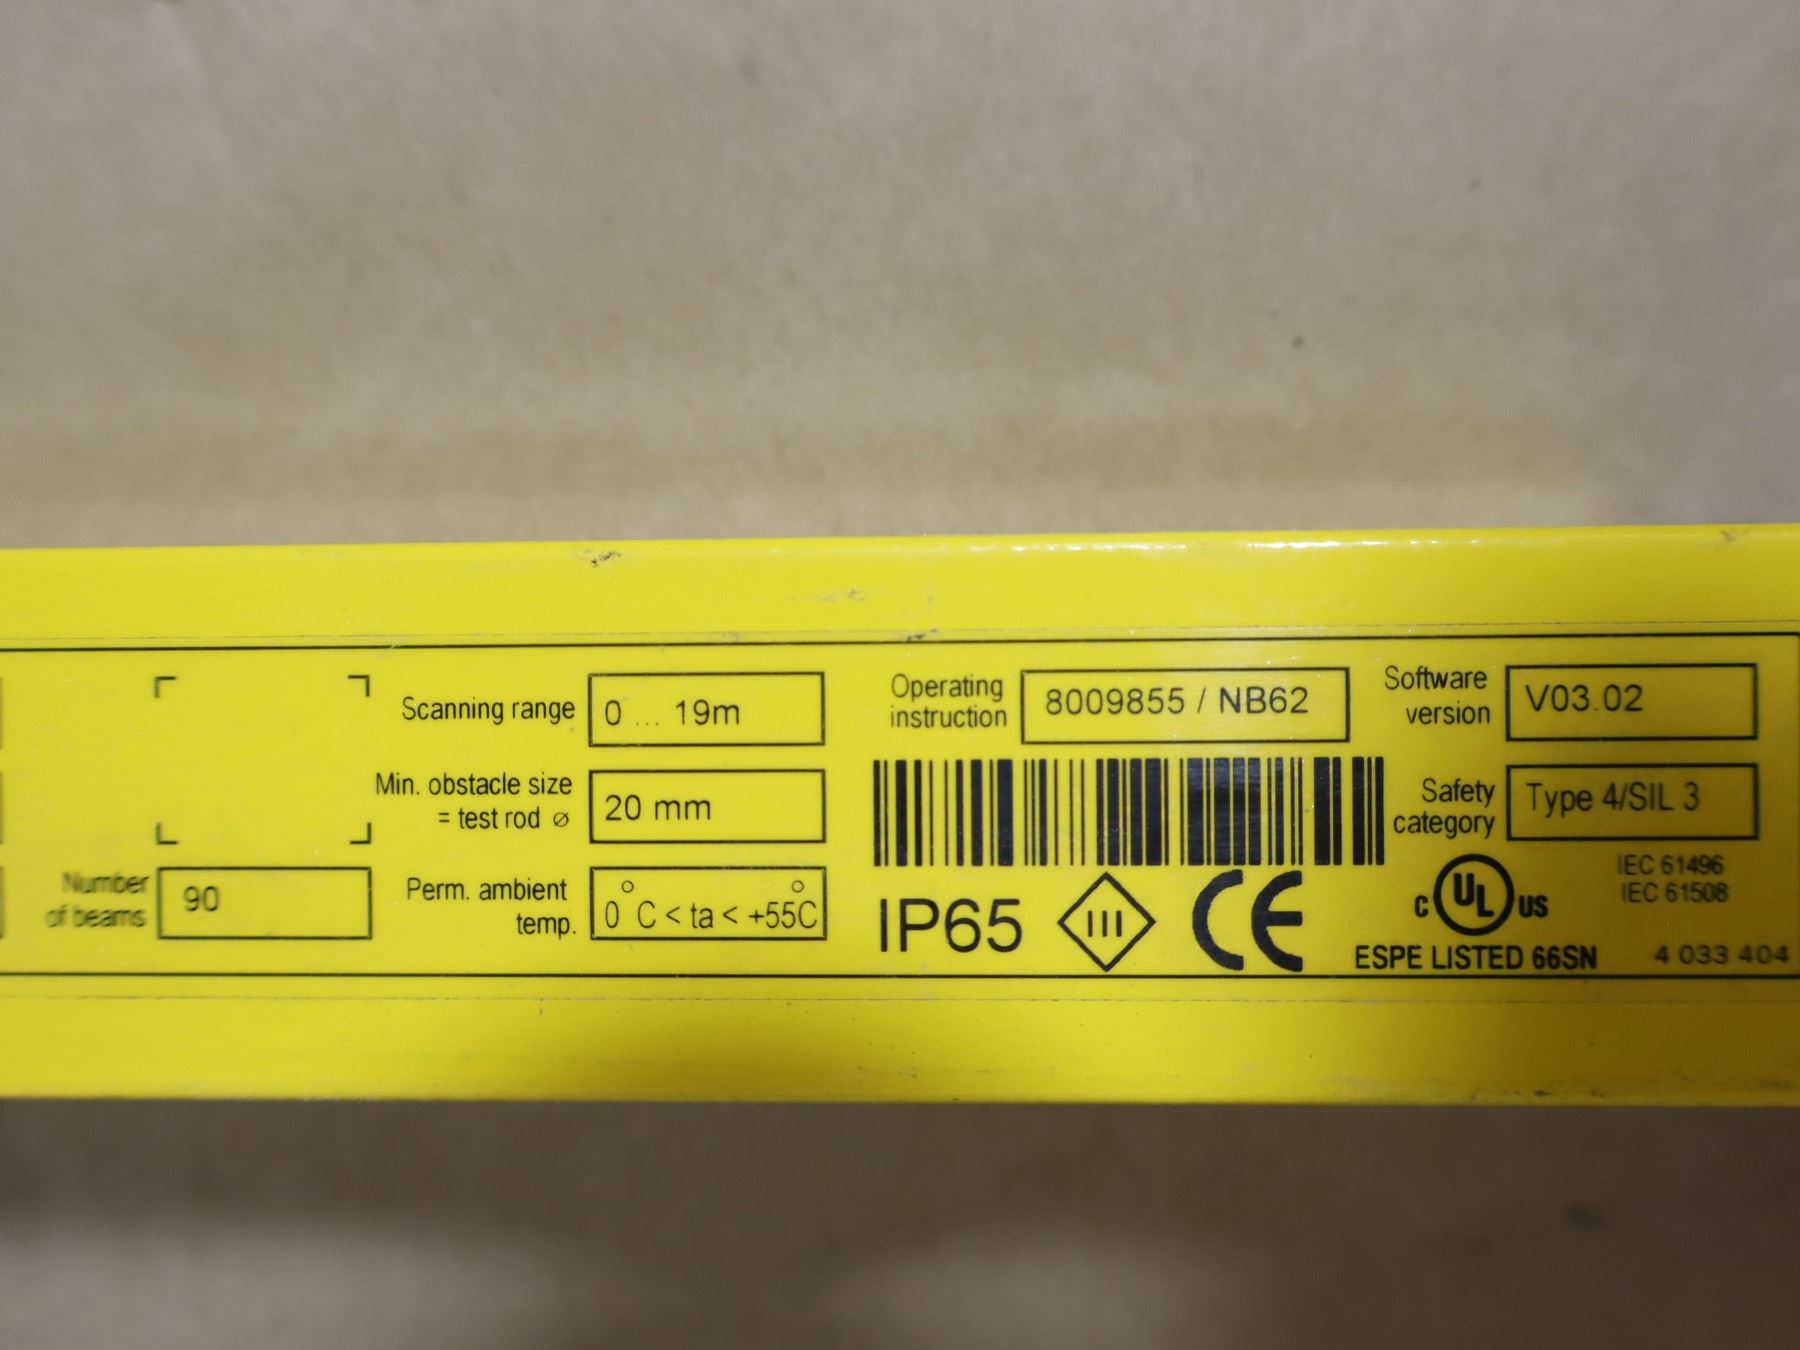 Scanning range 0 ... 19m
Min. obstacle size
= test rod ⌀ 20 mm
Number
of beams 90
Perm. ambient
temp. 0 °C < ta < +55°C
Operating
instruction 8009855 / NB62
Software
version V03.02
Safety
category Type 4/SIL 3
IP65
III
CE
C UL US
IEC 61496
IEC 61508
ESPE LISTED 66SN
4 033 404